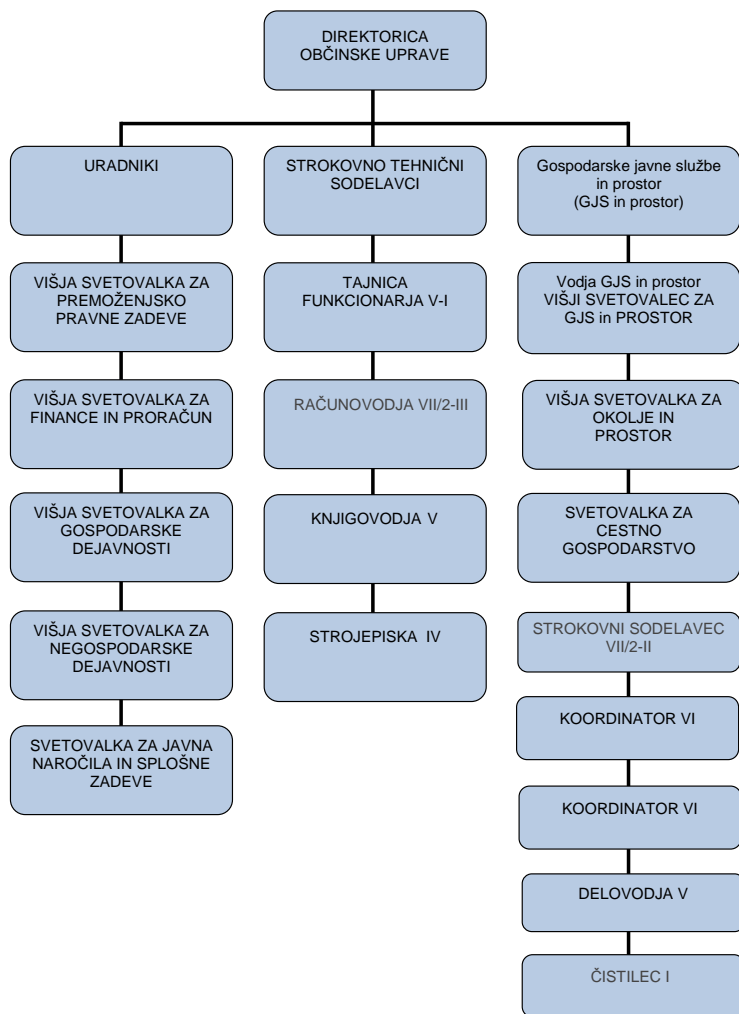 DIREKTORICA
OBČINSKE UPRAVE
URADNIKI
VIŠJA SVETOVALKA ZA
PREMOŽENJSKO
PRAVNE ZADEVE
VIŠJA SVETOVALKA ZA
FINANCE IN PRORAČUN
VIŠJA SVETOVALKA ZA
GOSPODARSKE
DEJAVNOSTI
VIŠJA SVETOVALKA ZA
NEGOSPODARSKE
DEJAVNOSTI
SVETOVALKA ZA JAVNA
NAROČILA IN SPLOŠNE
ZADEVE
STROKOVNO TEHNIČNI
SODELAVCI
TAJNICA
FUNKCIONARJA V-I
RAČUNOVODJA VII/2-III
KNJIGOVODJA V
STROJEPISKA IV
Gospodarske javne službe
in prostor
(GJS in prostor)
Vodja GJS in prostor
VIŠJI SVETOVALEC ZA
GJS in PROSTOR
VIŠJA SVETOVALKA ZA
OKOLJE IN
PROSTOR
SVETOVALKA ZA
CESTNO
GOSPODARSTVO
STROKOVNI SODELAVEC
VII/2-II
KOORDINATOR VI
KOORDINATOR VI
DELOVODJA V
ČISTILEC I